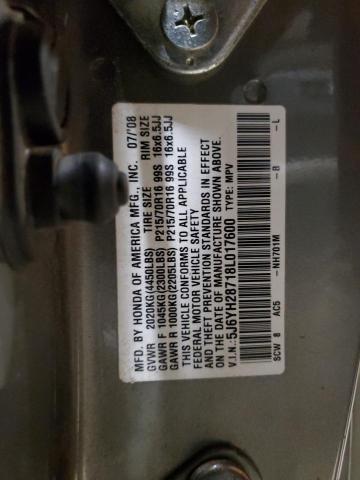 MFD. BY HONDA OF AMERICA MFG., INC. 07/'08
GVWR 2020KG(4450LBS) TIRE SIZE RIM SIZE
GAWR F 1045KG(2300LBS) P215/70R16 99S 16x6.5JJ
GAWR R 1000KG(2205LBS) P215/70R16 99S 16x6.5JJ
THIS VEHICLE CONFORMS TO ALL APPLICABLE
FEDERAL MOTOR VEHICLE SAFETY
AND THEFT PREVENTION STANDARDS IN EFFECT
ON THE DATE OF MANUFACTURE SHOWN ABOVE.
V.I.N.: 5J6YH28718L017600 TYPE: MPV
SCW 8 AC5 -NH701M -B -L